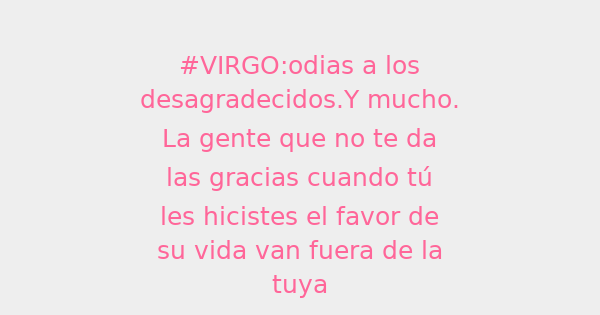 #VIRGO:odias a los
desagradecidos.Y mucho.
La gente que no te da
las gracias cuando tú
les hicistes el favor de
su vida van fuera de la
tuya